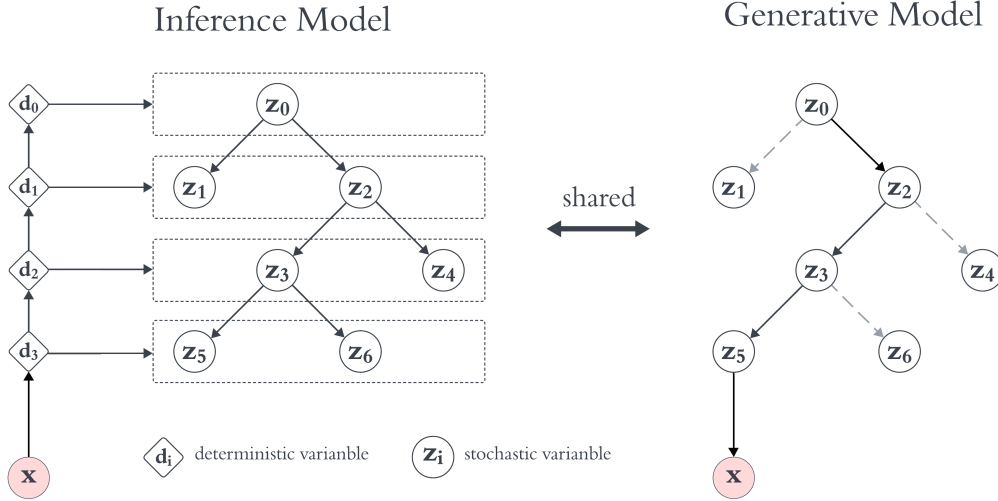 Inference Model
Generative Model
d0
z0
z0
d1
z1
z2
shared
z1
z2
d2
z3
z4
z3
z4
d3
z5
z6
z5
z6
x
di
deterministic varianble
zi
stochastic varianble
x